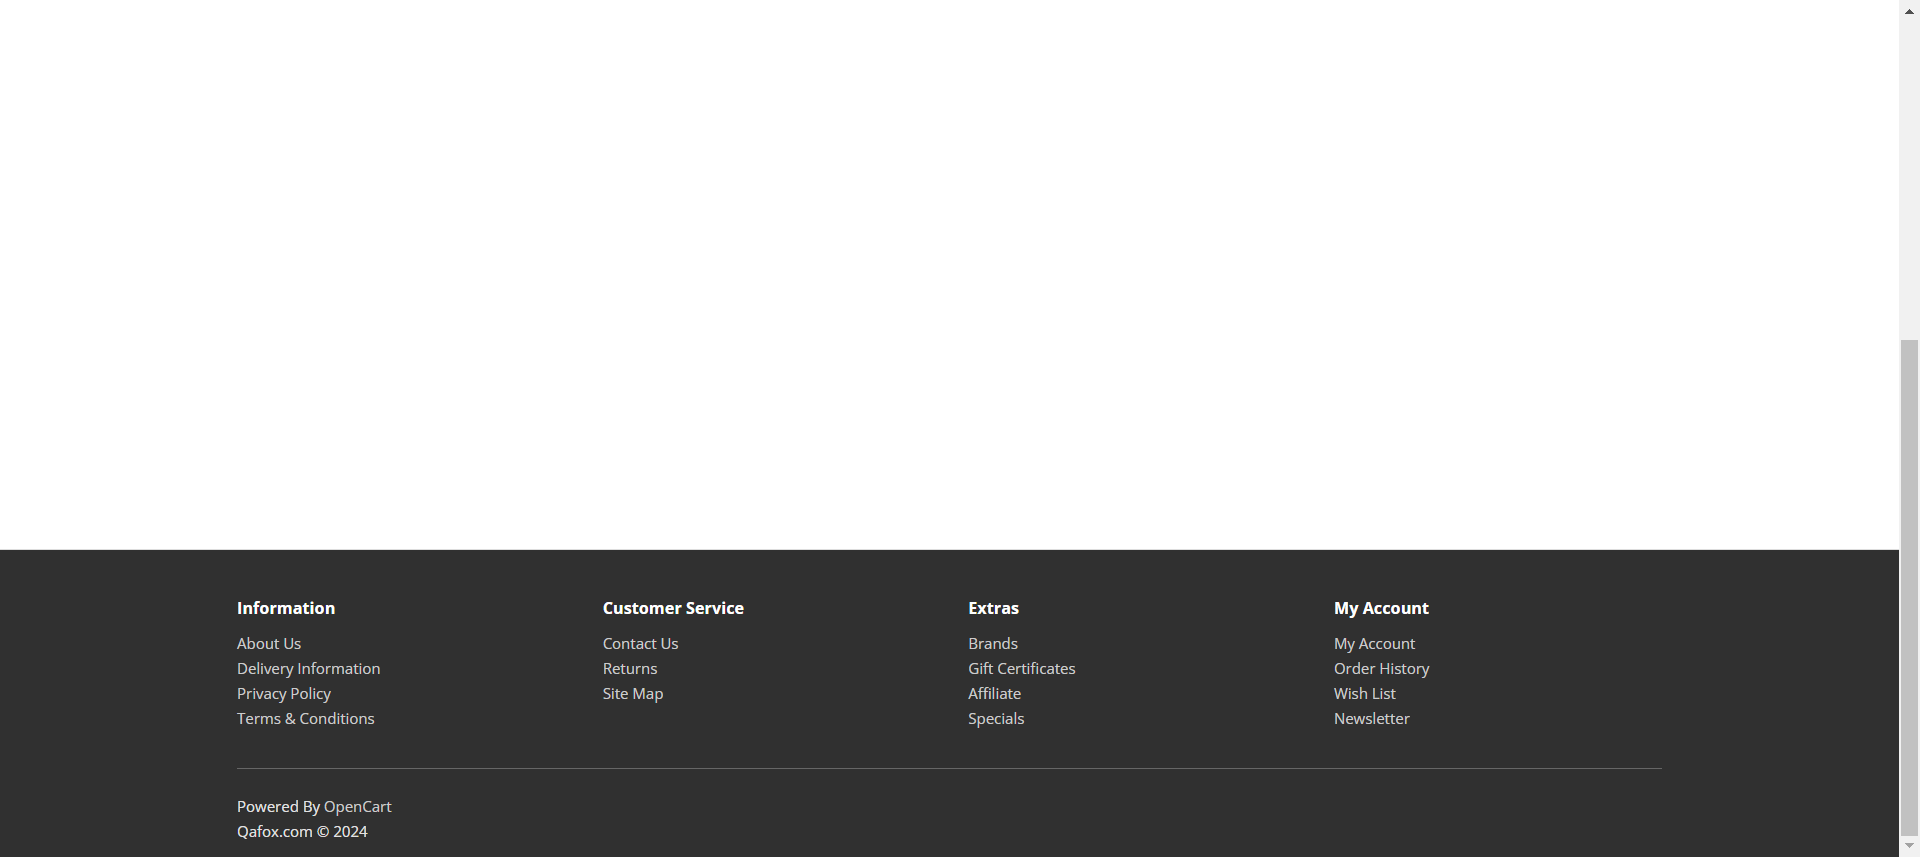 Information
About Us
Delivery Information
Privacy Policy
Terms & Conditions
Customer Service
Contact Us
Returns
Site Map
Extras
Brands
Gift Certificates
Affiliate
Specials
My Account
My Account
Order History
Wish List
Newsletter
Powered By OpenCart
Qafox.com © 2024